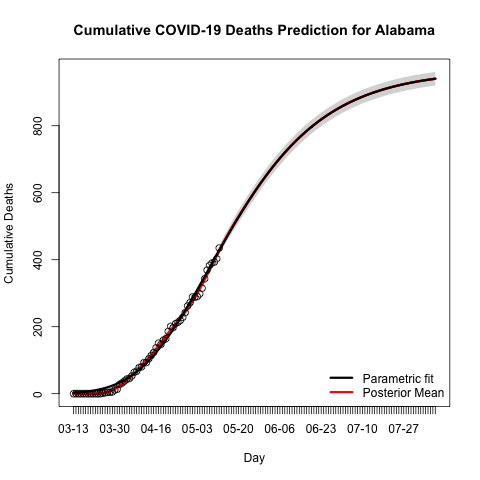 Cumulative COVID-19 Deaths Prediction for Alabama
Cumulative Deaths
800
600
400
200
0
Parametric fit
Posterior Mean
03-13 03-30 04-16 05-03 05-20 06-06 06-23 07-10 07-27
Day